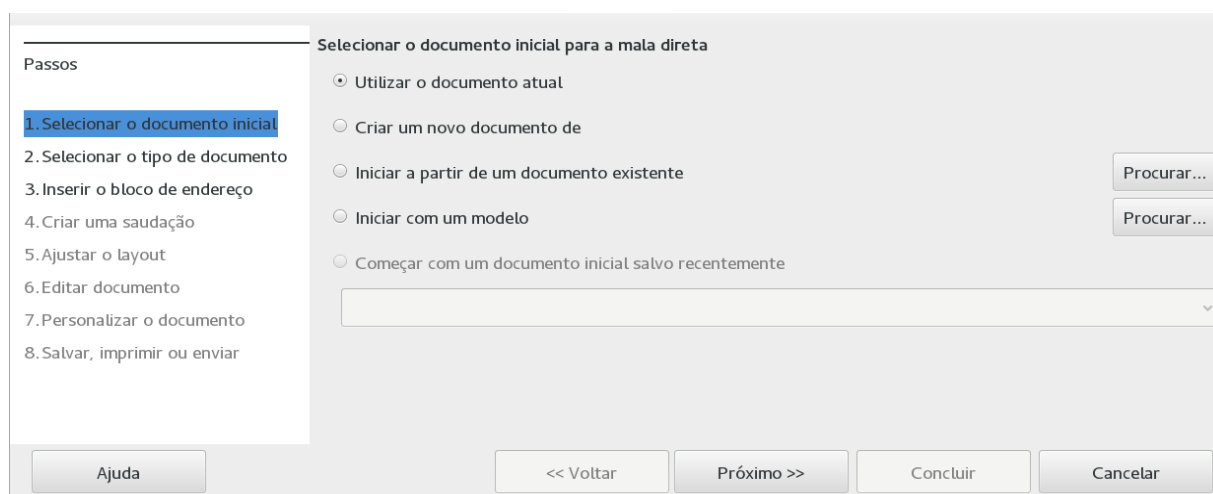 Passos
1. Selecionar o documento inicial
2. Selecionar o tipo de documento
3. Inserir o bloco de endereço
4. Criar uma saudação
5. Ajustar o layout
6. Editar documento
7. Personalizar o documento
8. Salvar, imprimir ou enviar
Selecionar o documento inicial para a mala direta
Utilizar o documento atual
Criar um novo documento de
Iniciar a partir de um documento existente
Procurar...
Iniciar com um modelo
Procurar...
Começar com um documento inicial salvo recentemente
Ajuda
<< Voltar
Próximo >>
Concluir
Cancelar